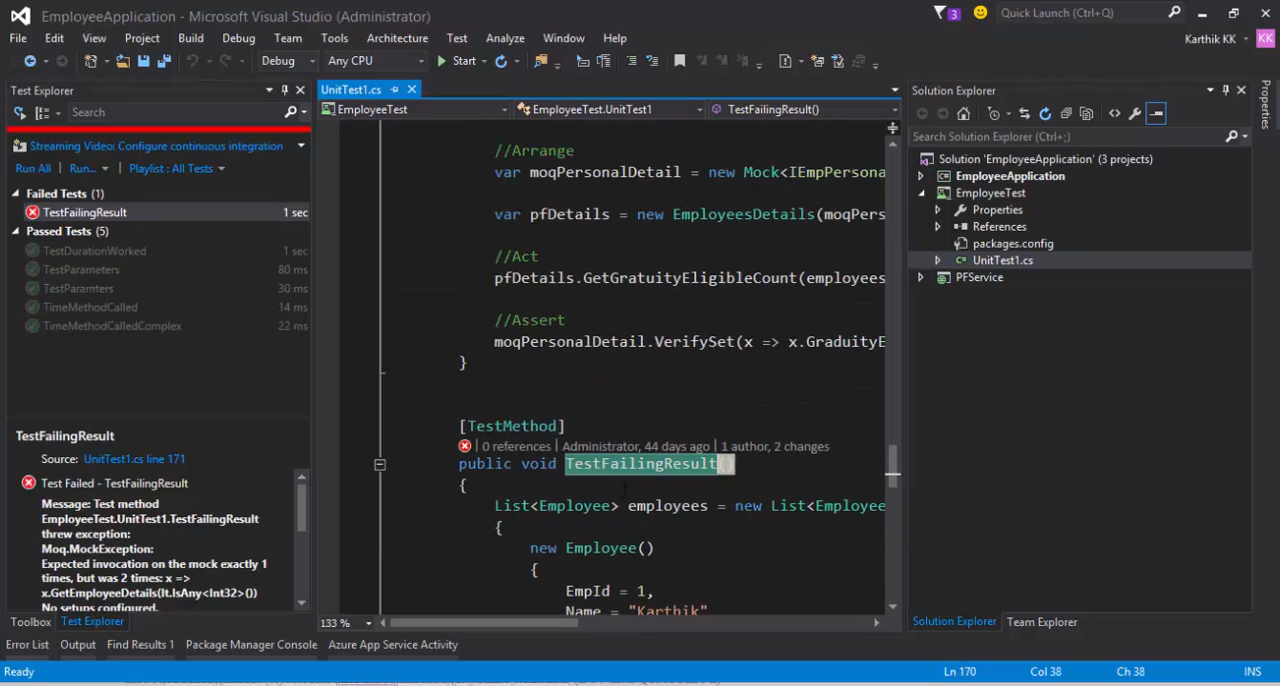 EmployeeApplication - Microsoft Visual Studio (Administrator)
3
Quick Launch (Ctrl+Q)
File Edit View Project Build Debug Team Tools Architecture Test Analyze Window Help
Karthik KK
KK
Debug Any CPU Start
Test Explorer
Search
Streaming Video: Configure continuous integration
Run All Run... Playlist : All Tests
Failed Tests (1)
TestFailingResult 1 sec
Passed Tests (5)
TestDurationWorked 1 sec
TestParameters 80 ms
TestParamters 30 ms
TimeMethodCalled 14 ms
TimeMethodCalledComplex 22 ms
TestFailingResult
Source: UnitTest1.cs line 171
Test Failed - TestFailingResult
Message: Test method
EmployeeTest.UnitTest1.TestFailingResult
threw exception:
Moq.MockException:
Expected invocation on the mock exactly 1
times, but was 2 times: x =>
x.GetEmployeeDetails(It.IsAny<Int32>())
No setups configured.
Toolbox Test Explorer
UnitTest1.cs
EmployeeTest EmployeeTest.UnitTest1 TestFailingResult()
//Arrange
var moqPersonalDetail = new Mock<IEmpPersona
var pfDetails = new EmployeesDetails(moqPers
//Act
pfDetails.GetGratuityEligibleCount(employees
//Assert
moqPersonalDetail.VerifySet(x => x.GraduityE
}
[TestMethod]
0 references | Administrator, 44 days ago | 1 author, 2 changes
public void TestFailingResult()
{
List<Employee> employees = new List<Employee
{
new Employee()
{
EmpId = 1,
Name = "Karthik"
133 %
Solution Explorer
Search Solution Explorer (Ctrl+;)
Solution 'EmployeeApplication' (3 projects)
EmployeeApplication
EmployeeTest
Properties
References
packages.config
UnitTest1.cs
PFService
Solution Explorer Team Explorer
Properties
Error List Output Find Results 1 Package Manager Console Azure App Service Activity
Ready Ln 170 Col 38 Ch 38 INS